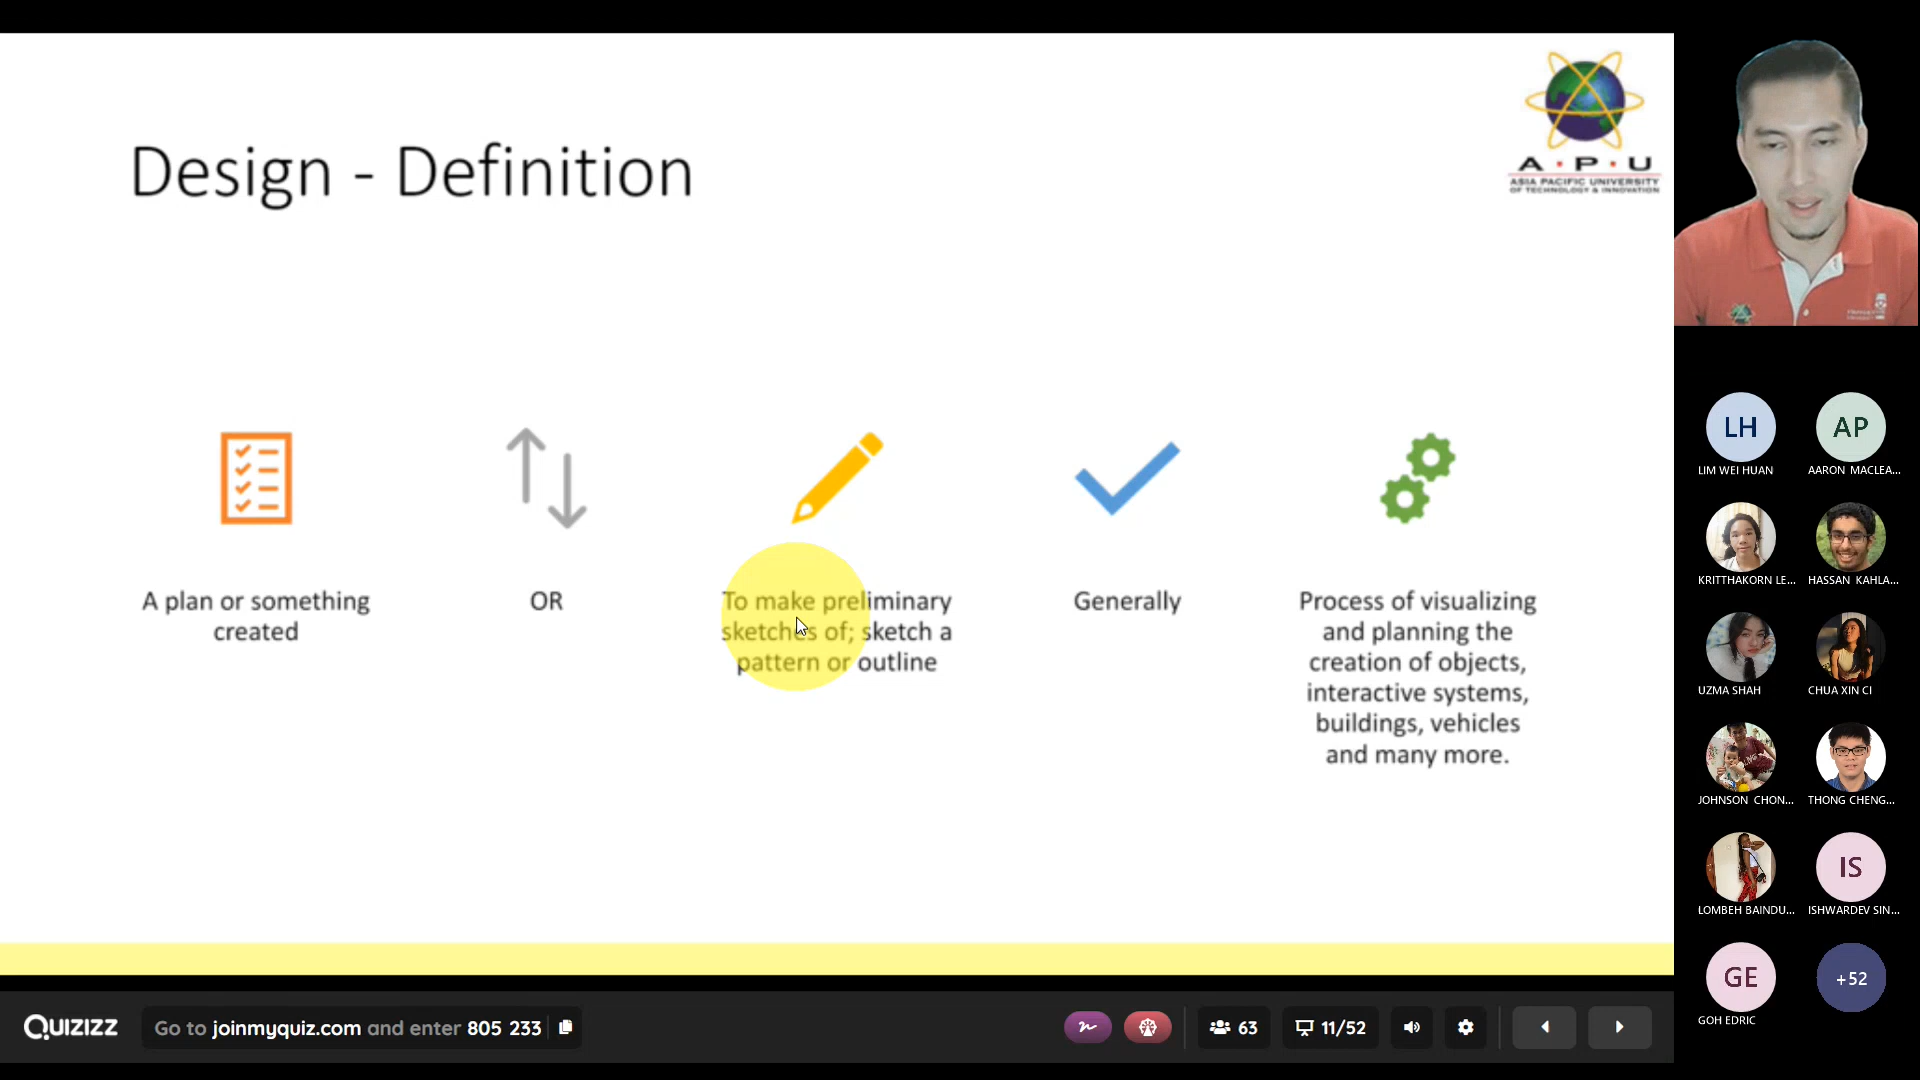 Design - Definition
A·P·U
ASIA PACIFIC UNIVERSITY
OF TECHNOLOGY & INNOVATION
A plan or something
created
OR
To make preliminary
sketches of; sketch a
pattern or outline
Generally
Process of visualizing
and planning the
creation of objects,
interactive systems,
buildings, vehicles
and many more.
LH
AP
LIM WEI HUAN
AARON MACLEA...
KRITTHAKORN LE...
HASSAN KAHLA...
UZMA SHAH
CHUA XIN CI
JOHNSON CHON...
THONG CHENG...
IS
LOMBEH BAINDU...
ISHWARDEV SIN...
GE
+52
GOH EDRIC
QUIZIZZ
Go to joinmyquiz.com and enter 805 233
63
11/52